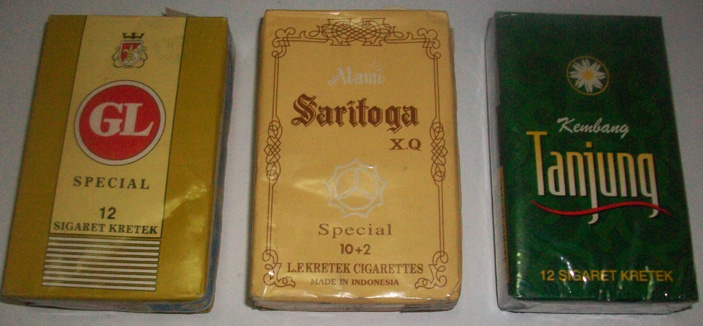 GL
SPECIAL
12
SIGARET KRETEK
Alami
Saritoga
X.Q
Special
10+2
L.F.KRETEK CIGARETTES
MADE IN INDONESIA
Kembang
Tanjung
12 SIGARET KRETEK